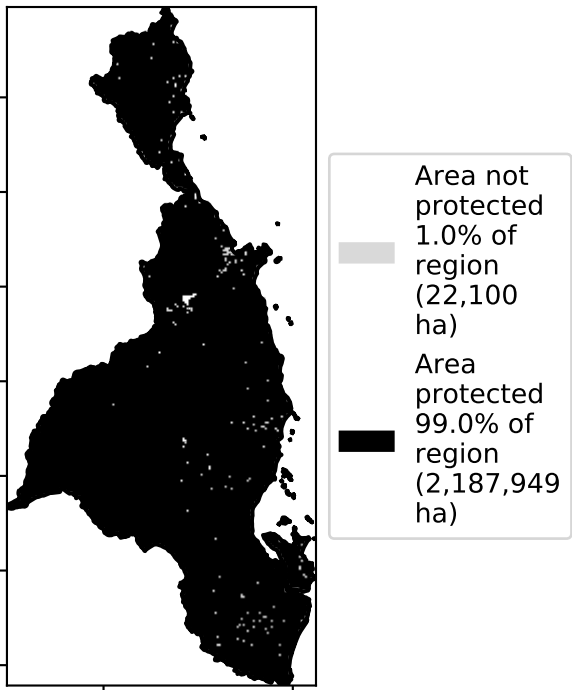 Area not
protected
1.0% of
region
(22,100
ha)
Area
protected
99.0% of
region
(2,187,949
ha)